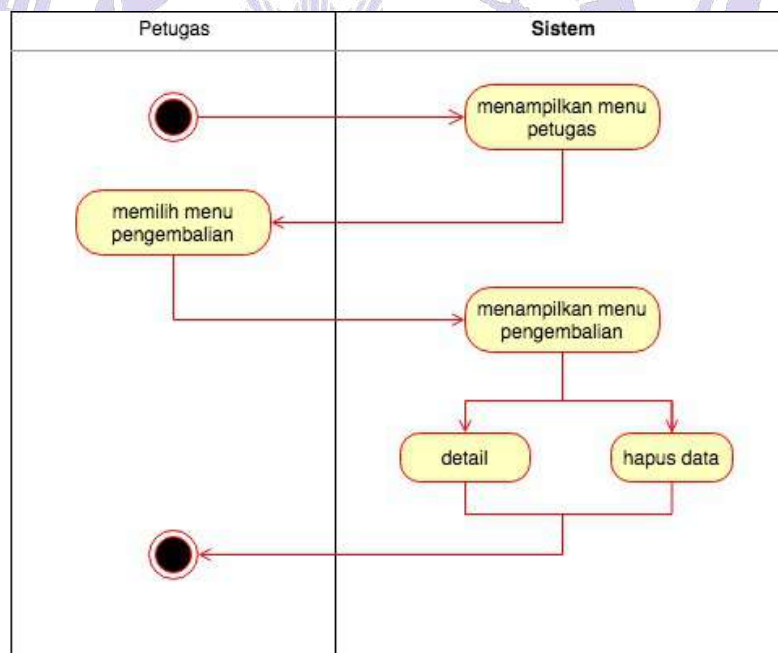 Petugas
Sistem
menampilkan menu
petugas
memilih menu
pengembalian
menampilkan menu
pengembalian
detail
hapus data